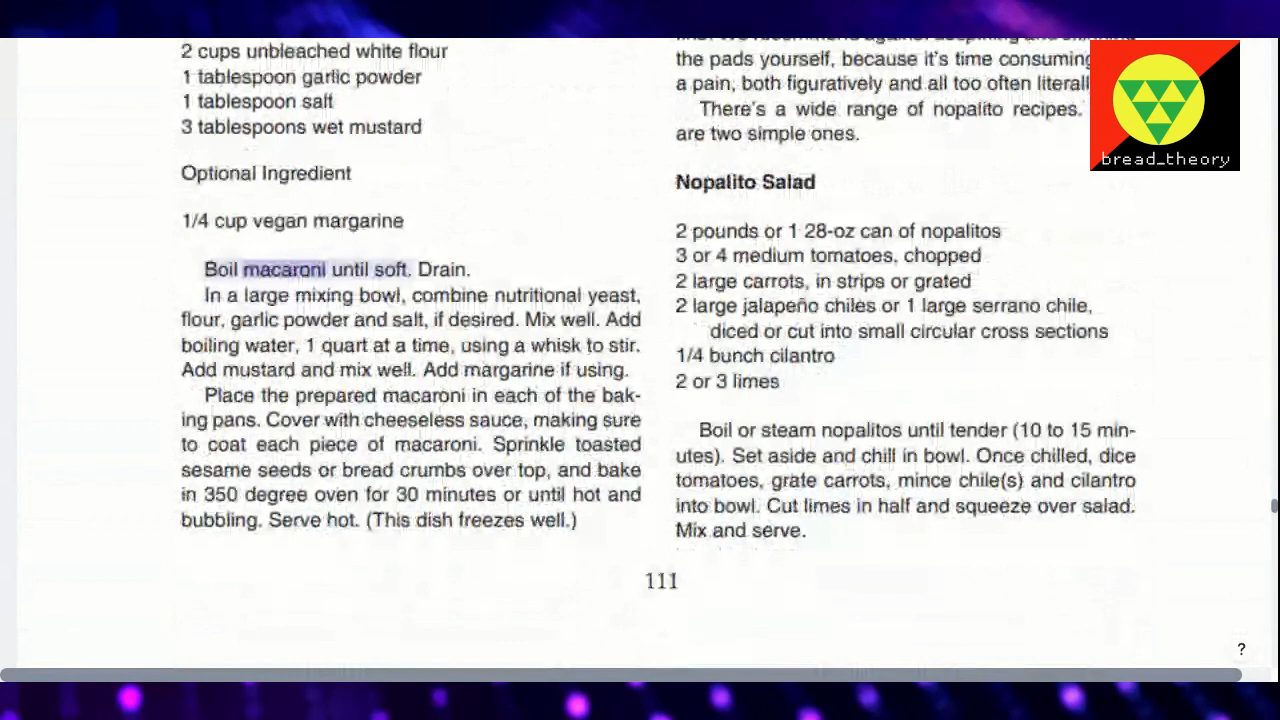 2 cups unbleached white flour
1 tablespoon garlic powder
1 tablespoon salt
3 tablespoons wet mustard
Optional Ingredient
1/4 cup vegan margarine
Boil macaroni until soft. Drain.
In a large mixing bowl, combine nutritional yeast,
flour, garlic powder and salt, if desired. Mix well. Add
boiling water, 1 quart at a time, using a whisk to stir.
Add mustard and mix well. Add margarine if using.
Place the prepared macaroni in each of the bak-
ing pans. Cover with cheeseless sauce, making sure
to coat each piece of macaroni. Sprinkle toasted
sesame seeds or bread crumbs over top, and bake
in 350 degree oven for 30 minutes or until hot and
bubbling. Serve hot. (This dish freezes well.)
the pads yourself, because it's time consuming
a pain, both figuratively and all too often literall
There's a wide range of nopalito recipes.
are two simple ones.
Nopalito Salad
2 pounds or 1 28-oz can of nopalitos
3 or 4 medium tomatoes, chopped
2 large carrots, in strips or grated
2 large jalapeño chiles or 1 large serrano chile,
diced or cut into small circular cross sections
1/4 bunch cilantro
2 or 3 limes
Boil or steam nopalitos until tender (10 to 15 min-
utes). Set aside and chill in bowl. Once chilled, dice
tomatoes, grate carrots, mince chile(s) and cilantro
into bowl. Cut limes in half and squeeze over salad.
Mix and serve.
111
bread_theory
?